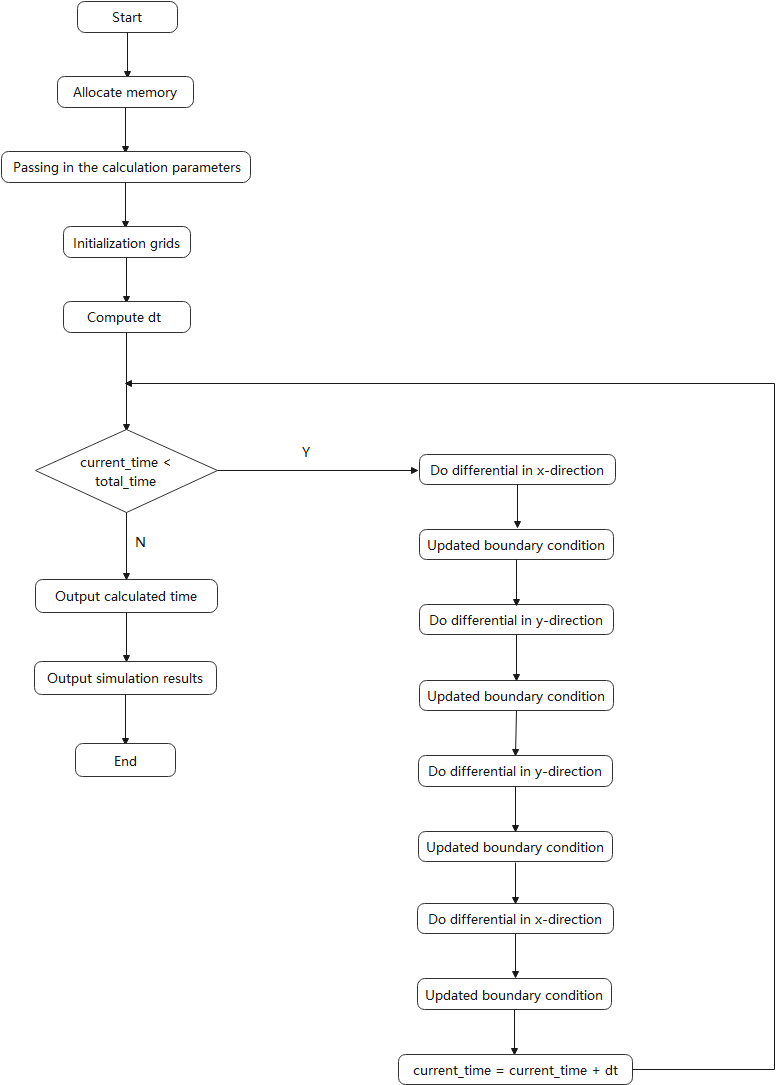 Start
Allocate memory
Passing in the calculation parameters
Initialization grids
Compute dt
current_time <
total_time
Y
N
Do differential in x-direction
Updated boundary condition
Do differential in y-direction
Updated boundary condition
Do differential in y-direction
Updated boundary condition
Do differential in x-direction
Updated boundary condition
current_time = current_time + dt
Output calculated time
Output simulation results
End